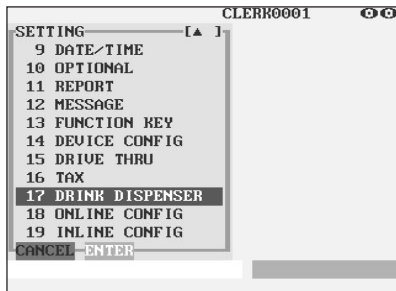 CLERK0001
SETTING [▲ ]
9 DATE/TIME
10 OPTIONAL
11 REPORT
12 MESSAGE
13 FUNCTION KEY
14 DEVICE CONFIG
15 DRIVE THRU
16 TAX
17 DRINK DISPENSER
18 ONLINE CONFIG
19 INLINE CONFIG
CANCEL ENTER